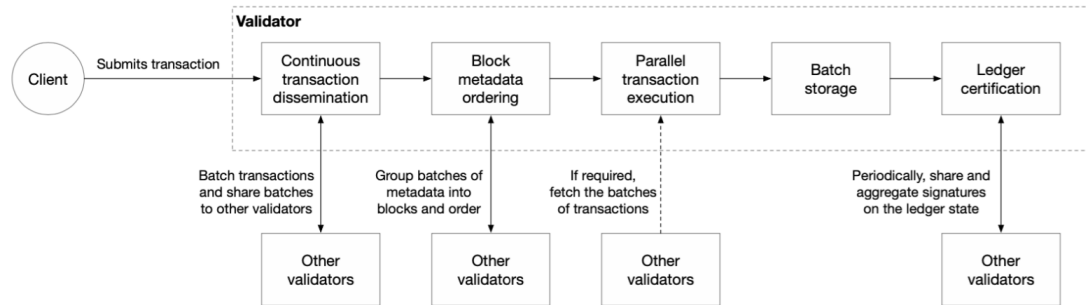 Validator
Client
Submits transaction
Continuous
transaction
dissemination
Block
metadata
ordering
Parallel
transaction
execution
Batch
storage
Ledger
certification
Batch transactions
and share batches
to other validators
Group batches of
metadata into
blocks and order
If required,
fetch the batches
of transactions
Periodically, share and
aggregate signatures
on the ledger state
Other
validators
Other
validators
Other
validators
Other
validators